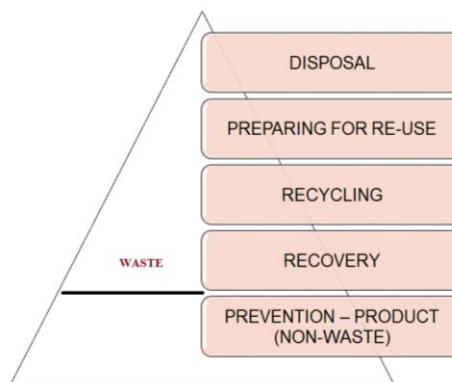 DISPOSAL
PREPARING FOR RE-USE
RECYCLING
WASTE
RECOVERY
PREVENTION – PRODUCT
(NON-WASTE)